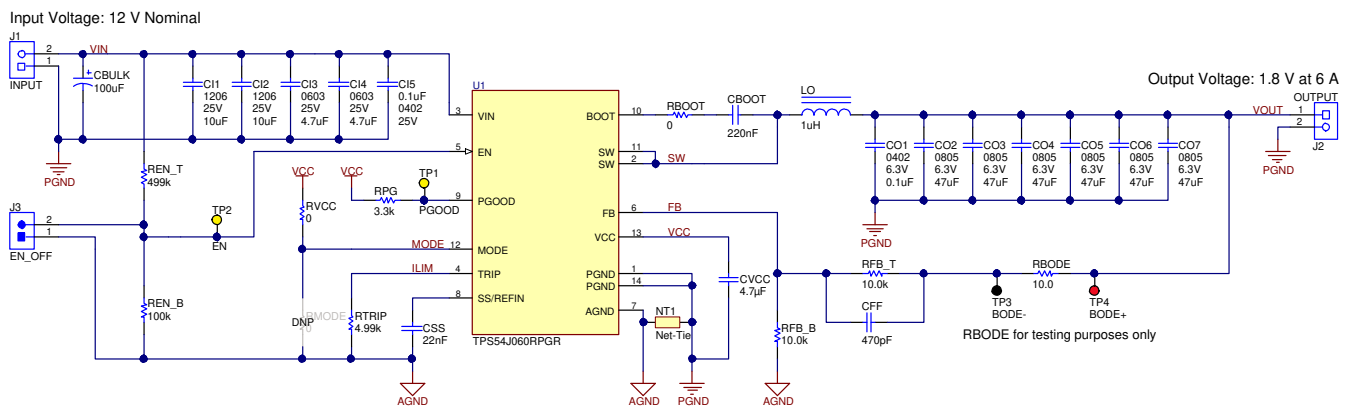 Input Voltage: 12 V Nominal
J1
2
1
INPUT
VIN
CBULK
100uF
+
CI1
1206
25V
10uF
CI2
1206
25V
10uF
CI3
0603
25V
4.7uF
CI4
0603
25V
4.7uF
CI5
0.1uF
0402
25V
PGND
REN_T
499k
J3
2
1
EN_OFF
TP2
EN
REN_B
100k
VCC
RVCC
0
VCC
RPG
3.3k
TP1
PGOOD
MODE
ILIM
DNP
RMODE
0
RTRIP
4.99k
CSS
22nF
AGND
U1
3
VIN
5
EN
9
PGOOD
12
MODE
4
TRIP
8
SS/REFIN
BOOT
10
SW
11
SW
2
FB
6
VCC
13
PGND
1
PGND
14
AGND
7
TPS54J060RPGR
RBOOT
0
CBOOT
220nF
SW
FB
VCC
CVCC
4.7µF
NT1
Net-Tie
AGND
PGND
LO
1uH
CO1
0402
6.3V
0.1uF
CO2
0805
6.3V
47uF
CO3
0805
6.3V
47uF
CO4
0805
6.3V
47uF
CO5
0805
6.3V
47uF
CO6
0805
6.3V
47uF
CO7
0805
6.3V
47uF
PGND
RFB_T
10.0k
CFF
470pF
RFB_B
10.0k
AGND
TP3
BODE-
RBODE
10.0
TP4
BODE+
RBODE for testing purposes only
Output Voltage: 1.8 V at 6 A
OUTPUT
VOUT
1
2
J2
PGND